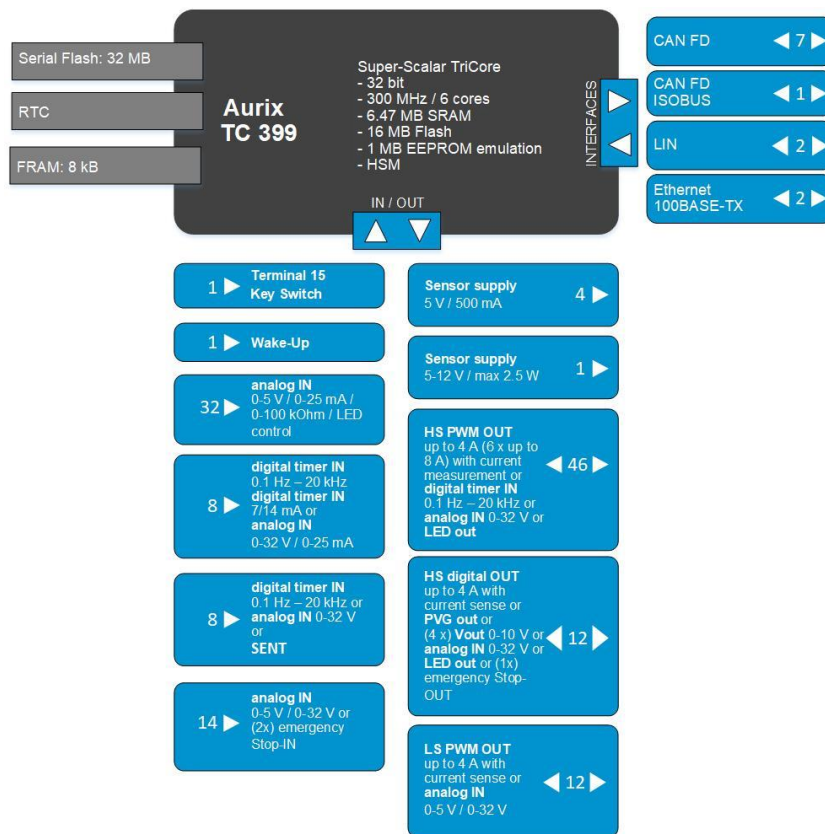 Serial Flash: 32 MB
RTC
FRAM: 8 kB
Aurix
TC 399
Super-Scalar TriCore
- 32 bit
- 300 MHz / 6 cores
- 6.47 MB SRAM
- 16 MB Flash
- 1 MB EEPROM emulation
- HSM
INTERFACES
IN / OUT
CAN FD
7
CAN FD
ISOBUS
1
LIN
2
Ethernet
100BASE-TX
2
1
Terminal 15
Key Switch
1
Wake-Up
32
analog IN
0-5 V / 0-25 mA /
0-100 kOhm / LED
control
8
digital timer IN
0.1 Hz – 20 kHz
digital timer IN
7/14 mA or
analog IN
0-32 V / 0-25 mA
8
digital timer IN
0.1 Hz – 20 kHz or
analog IN 0-32 V
or
SENT
14
analog IN
0-5 V / 0-32 V or
(2x) emergency
Stop-IN
Sensor supply
5 V / 500 mA
4
Sensor supply
5-12 V / max 2.5 W
1
HS PWM OUT
up to 4 A (6 x up to
8 A) with current
measurement or
digital timer IN
0.1 Hz – 20 kHz or
analog IN 0-32 V or
LED out
46
HS digital OUT
up to 4 A with
current sense or
PVG out or
(4 x) Vout 0-10 V or
analog IN 0-32 V or
LED out or (1x)
emergency Stop-
OUT
12
LS PWM OUT
up to 4 A with
current sense or
analog IN
0-5 V / 0-32 V
12